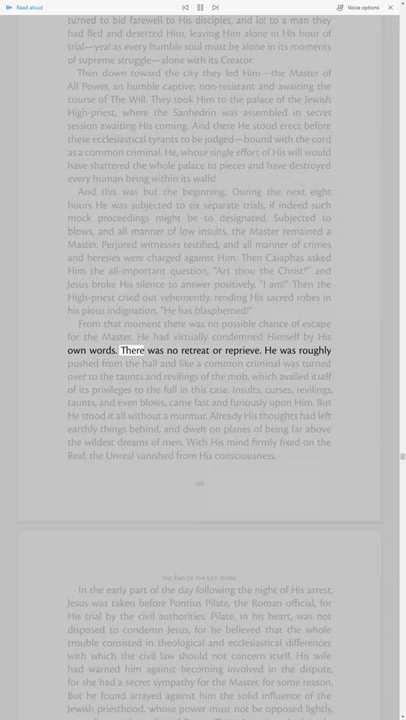 Read aloud
Voice options
turned to bid farewell to His disciples, and lo! to a man they
had fled and deserted Him, leaving Him alone in His hour of
trial—yea! as every humble soul must be alone in its moments
of supreme struggle—alone with its Creator.
Then down toward the city they led Him—the Master of
All Power, an humble captive, non-resistant and awaiting the
course of The Will. They took Him to the palace of the Jewish
High-priest, where the Sanhedrin was assembled in secret
session awaiting His coming. And there He stood erect before
these ecclesiastical tyrants to be judged—bound with the cord
as a common criminal. He, whose single effort of His will would
have shattered the whole palace to pieces and have destroyed
every human being within its walls!
And this was but the beginning. During the next eight
hours He was subjected to six separate trials, if indeed such
mock proceedings might be so designated. Subjected to
blows, and all manner of low insults, the Master remained a
Master. Perjured witnesses testified, and all manner of crimes
and heresies were charged against Him. Then Caiaphas asked
Him the all-important question, "Art thou the Christ?" and
Jesus broke His silence to answer positively, "I am!" Then the
High-priest cried out vehemently, rending His sacred robes in
his pious indignation, "He has blasphemed!"
From that moment there was no possible chance of escape
for the Master. He had virtually condemned Himself by His
own words. There was no retreat or reprieve. He was roughly
pushed from the hall and like a common criminal was turned
over to the taunts and revilings of the mob, which availed itself
of its privileges to the full in this case. Insults, curses, revilings,
taunts, and even blows, came fast and furiously upon Him. But
He stood it all without a murmur. Already His thoughts had left
earthly things behind, and dwelt on planes of being far above
the wildest dreams of men. With His mind firmly fixed on the
Real, the Unreal vanished from His consciousness.
The End of the Life Work
In the early part of the day following the night of His arrest,
Jesus was taken before Pontius Pilate, the Roman official, for
His trial by the civil authorities. Pilate, in his heart, was not
disposed to condemn Jesus, for he believed that the whole
trouble consisted in theological and ecclesiastical differences
with which the civil law should not concern itself. His wife
had warned him against becoming involved in the dispute,
for she had a secret sympathy for the Master, for some reason.
But he found arrayed against him the solid influence of the
Jewish priesthood, whose power must not be opposed lightly,